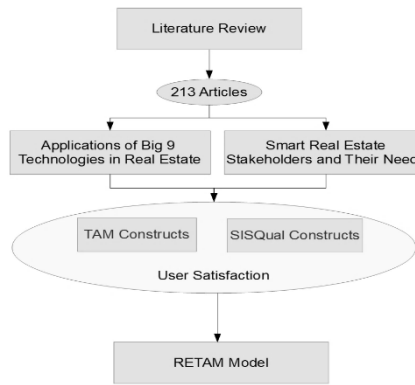 Literature Review
213 Articles
Applications of Big 9
Technologies in Real Estate
Smart Real Estate
Stakeholders and Their Need
TAM Constructs
SISQual Constructs
User Satisfaction
RETAM Model